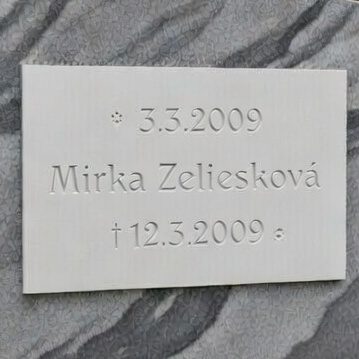 * 3.3.2009
Mirka Zeliesková
† 12.3.2009